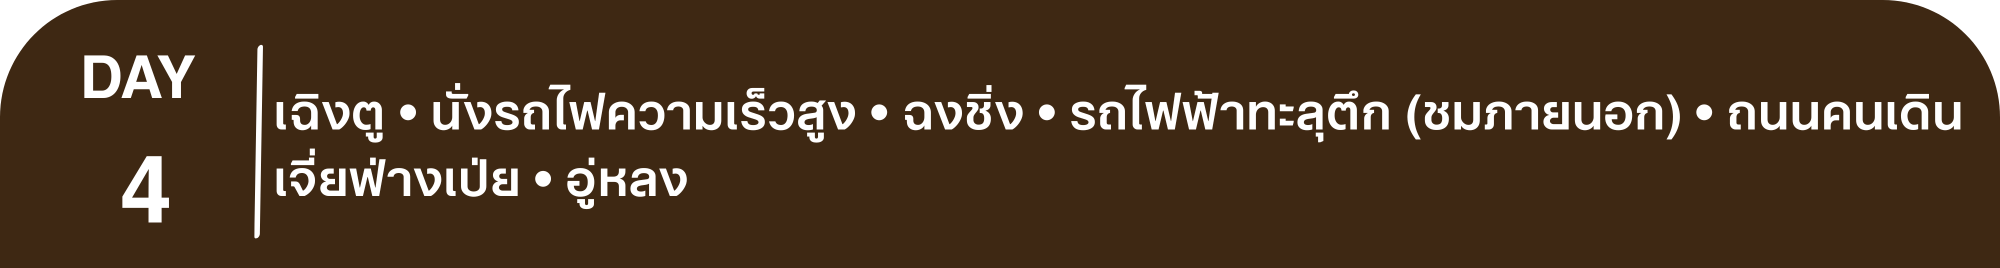 DAY
4
เฉิงตู • นั่งรถไฟความเร็วสูง • ฉงชิ่ง • รถไฟฟ้าทะลุตึก (ชมภายนอก) • ถนนคนเดิน
เจี่ยฟ่างเป่ย • อู่หลง